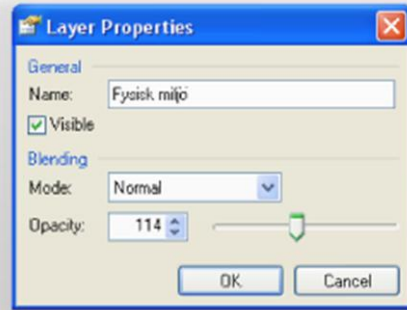 Layer Properties
General
Name: Fysisk miljö
Visible
Blending
Mode: Normal
Opacity: 114
OK Cancel